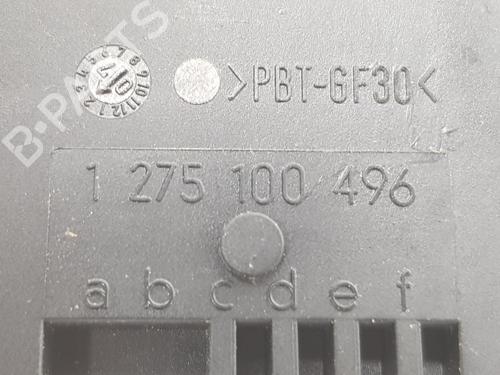 >PBT-GF30<
1 275 100 496
a b c d e f
B-PARTS